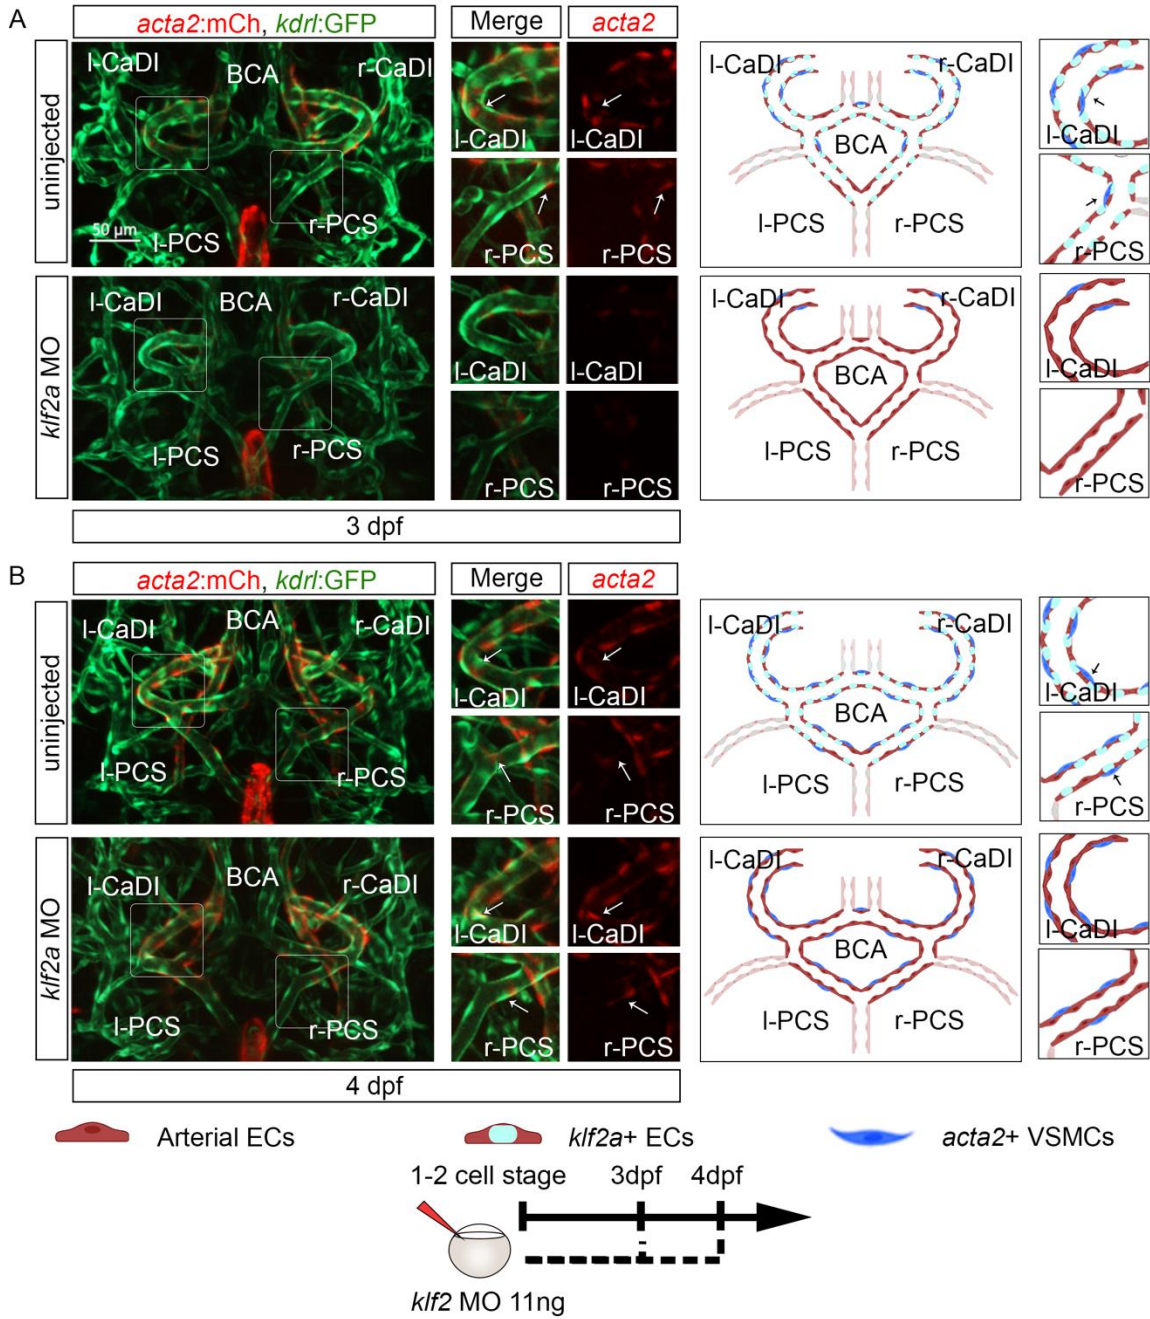 A
acta2:mCh, kdrl:GFP
Merge
acta2
uninjected
l-CaDI
BCA
r-CaDI
50 µm
l-PCS
r-PCS
l-CaDI
l-CaDI
r-PCS
r-PCS
l-CaDI
r-CaDI
BCA
l-PCS
r-PCS
l-CaDI
r-PCS
klf2a MO
l-CaDI
BCA
r-CaDI
l-PCS
r-PCS
l-CaDI
l-CaDI
r-PCS
r-PCS
l-CaDI
r-CaDI
BCA
l-PCS
r-PCS
l-CaDI
r-PCS
3 dpf
B
acta2:mCh, kdrl:GFP
Merge
acta2
uninjected
l-CaDI
BCA
r-CaDI
l-PCS
r-PCS
l-CaDI
l-CaDI
r-PCS
r-PCS
l-CaDI
r-CaDI
BCA
l-PCS
r-PCS
l-CaDI
r-PCS
klf2a MO
l-CaDI
BCA
r-CaDI
l-PCS
r-PCS
l-CaDI
l-CaDI
r-PCS
r-PCS
l-CaDI
r-CaDI
BCA
l-PCS
r-PCS
l-CaDI
r-PCS
4 dpf
Arterial ECs
klf2a+ ECs
acta2+ VSMCs
1-2 cell stage
3dpf
4dpf
klf2 MO 11ng